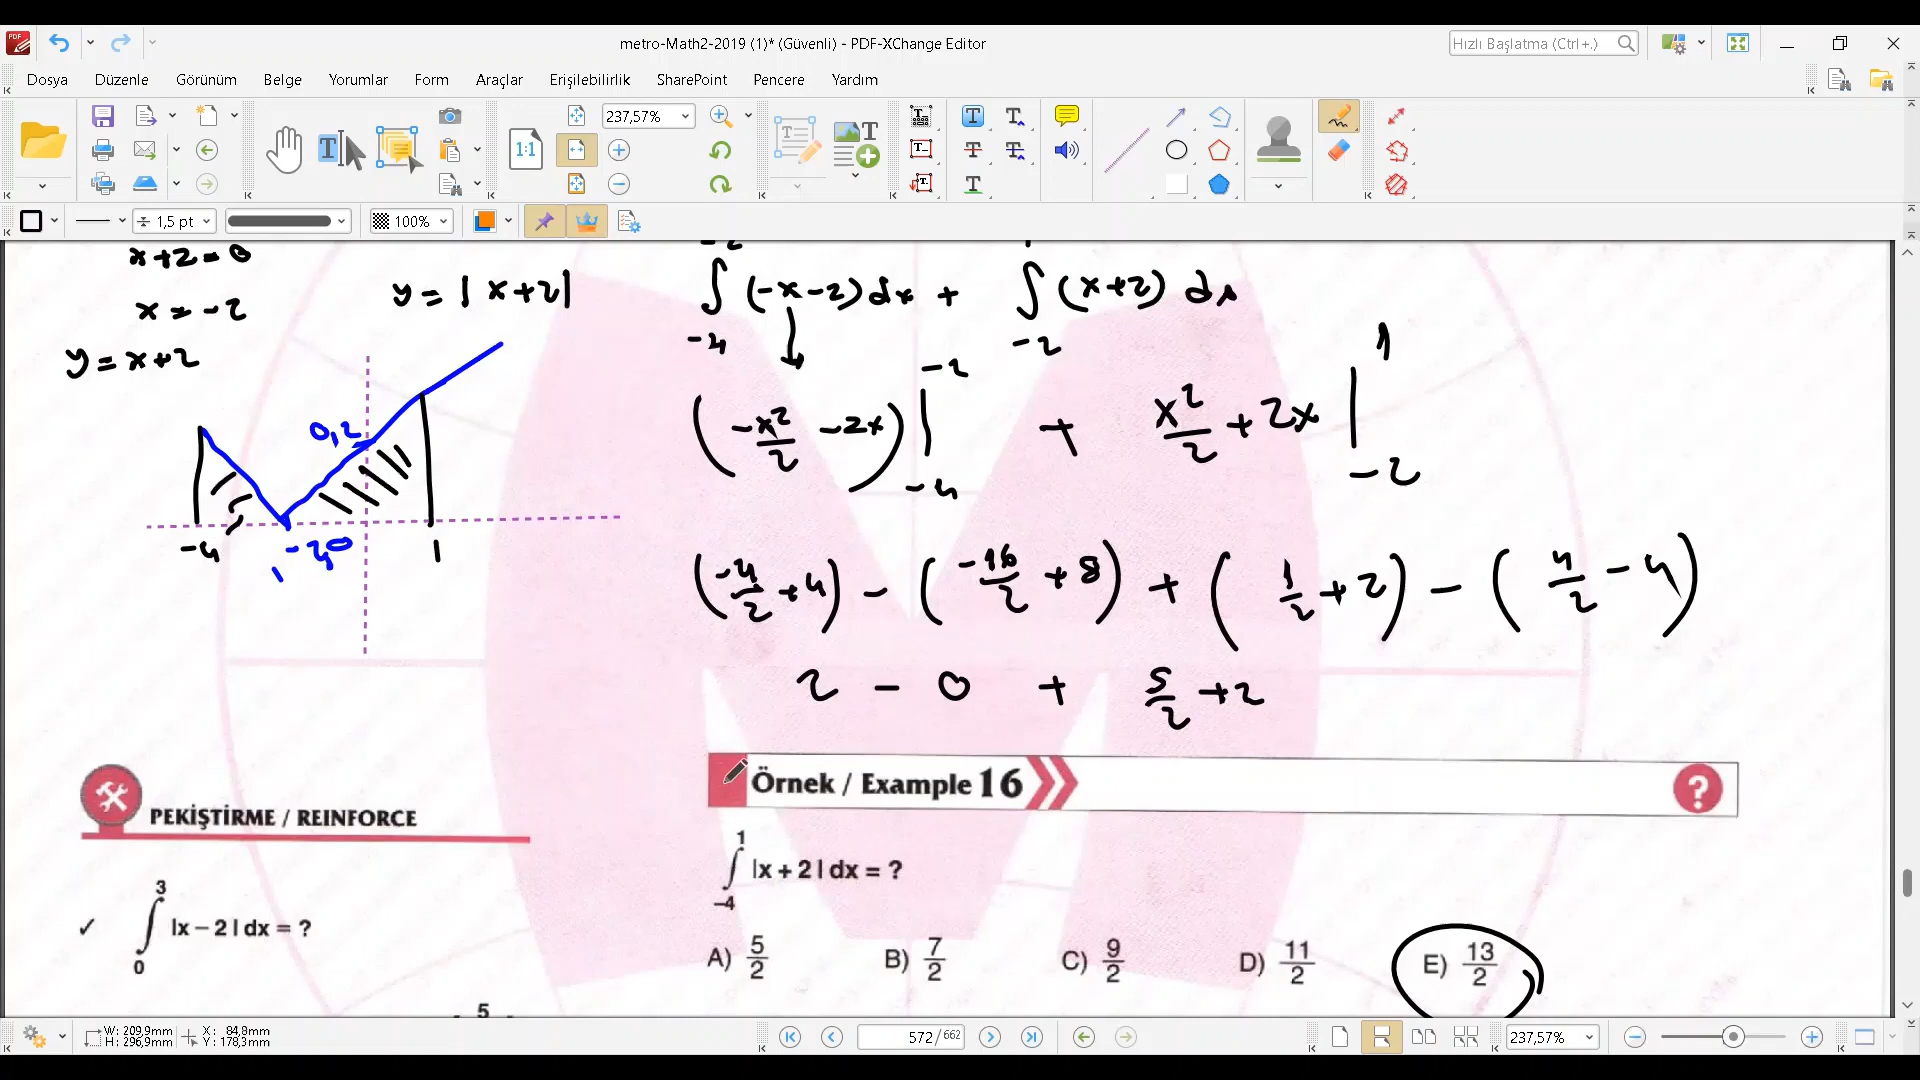 metro-Math2-2019 (1)* (Güvenli) - PDF-XChange Editor
Hızlı Başlatma (Ctrl+.)
Dosya Düzenle Görünüm Belge Yorumlar Form Araçlar Erişilebilirlik SharePoint Pencere Yardım
237,57%
1:1
1,5 pt
100%
x+2=0
x=-2
y=x+2
y=|x+2|
0,2
-4
-2,0
1
∫ -4 -2 (-x-2)dx + ∫ -2 1 (x+2) dx
(-x²/2 -2x) | -2 -4 + x²/2 +2x | 1 -2
(-4/2 +4) - (-16/2 +8) + (1/2 +2) - (4/2 -4)
2 - 0 + 5/2 +2
PEKİŞTİRME / REINFORCE
✓ ∫ 0 3 |x – 2| dx = ?
5
Örnek / Example 16
?
∫ –4 1 |x + 2| dx = ?
A) 5/2 B) 7/2 C) 9/2 D) 11/2 E) 13/2
W: 209,9mm
H: 296,9mm
X: 84,8mm
Y: 178,3mm
572 / 662
237,57%